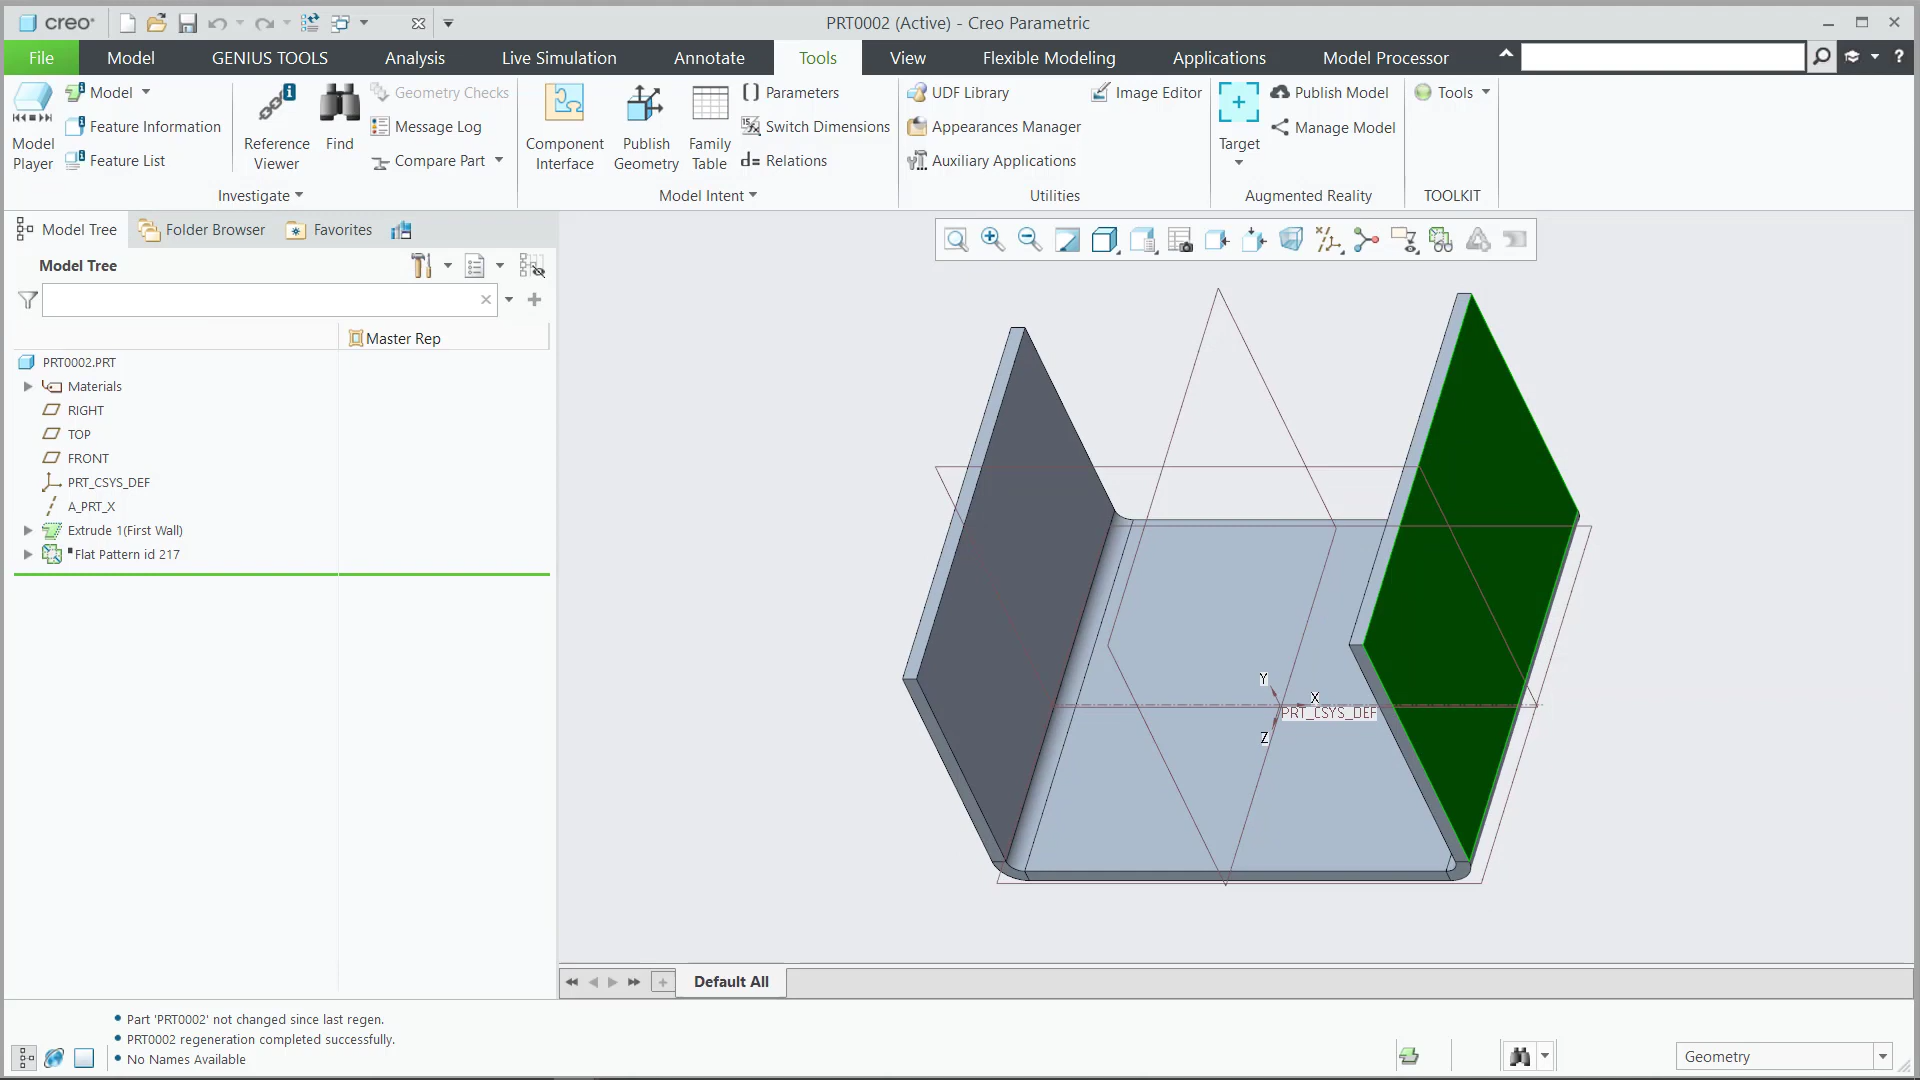 creo®
PRT0002 (Active) - Creo Parametric
File
Model
GENIUS TOOLS
Analysis
Live Simulation
Annotate
Tools
View
Flexible Modeling
Applications
Model Processor
?
Model Player
Model
Feature Information
Feature List
Reference Viewer
Find
Geometry Checks
Message Log
Compare Part
Investigate
Component Interface
Publish Geometry
Family Table
Parameters
Switch Dimensions
d= Relations
Model Intent
UDF Library
Image Editor
Appearances Manager
Auxiliary Applications
Utilities
Target
Publish Model
Manage Model
Augmented Reality
Tools
TOOLKIT
Model Tree
Folder Browser
Favorites
Model Tree
Master Rep
PRT0002.PRT
Materials
RIGHT
TOP
FRONT
PRT_CSYS_DEF
A_PRT_X
Extrude 1(First Wall)
Flat Pattern id 217
Y
X
PRT_CSYS_DEF
Z
Default All
Part 'PRT0002' not changed since last regen.
PRT0002 regeneration completed successfully.
No Names Available
Geometry